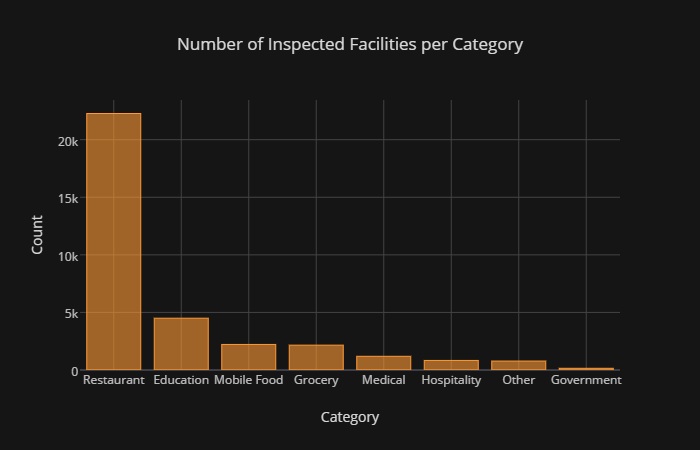 Number of Inspected Facilities per Category
Count
20k
15k
10k
5k
0
Restaurant Education Mobile Food Grocery Medical Hospitality Other Government
Category